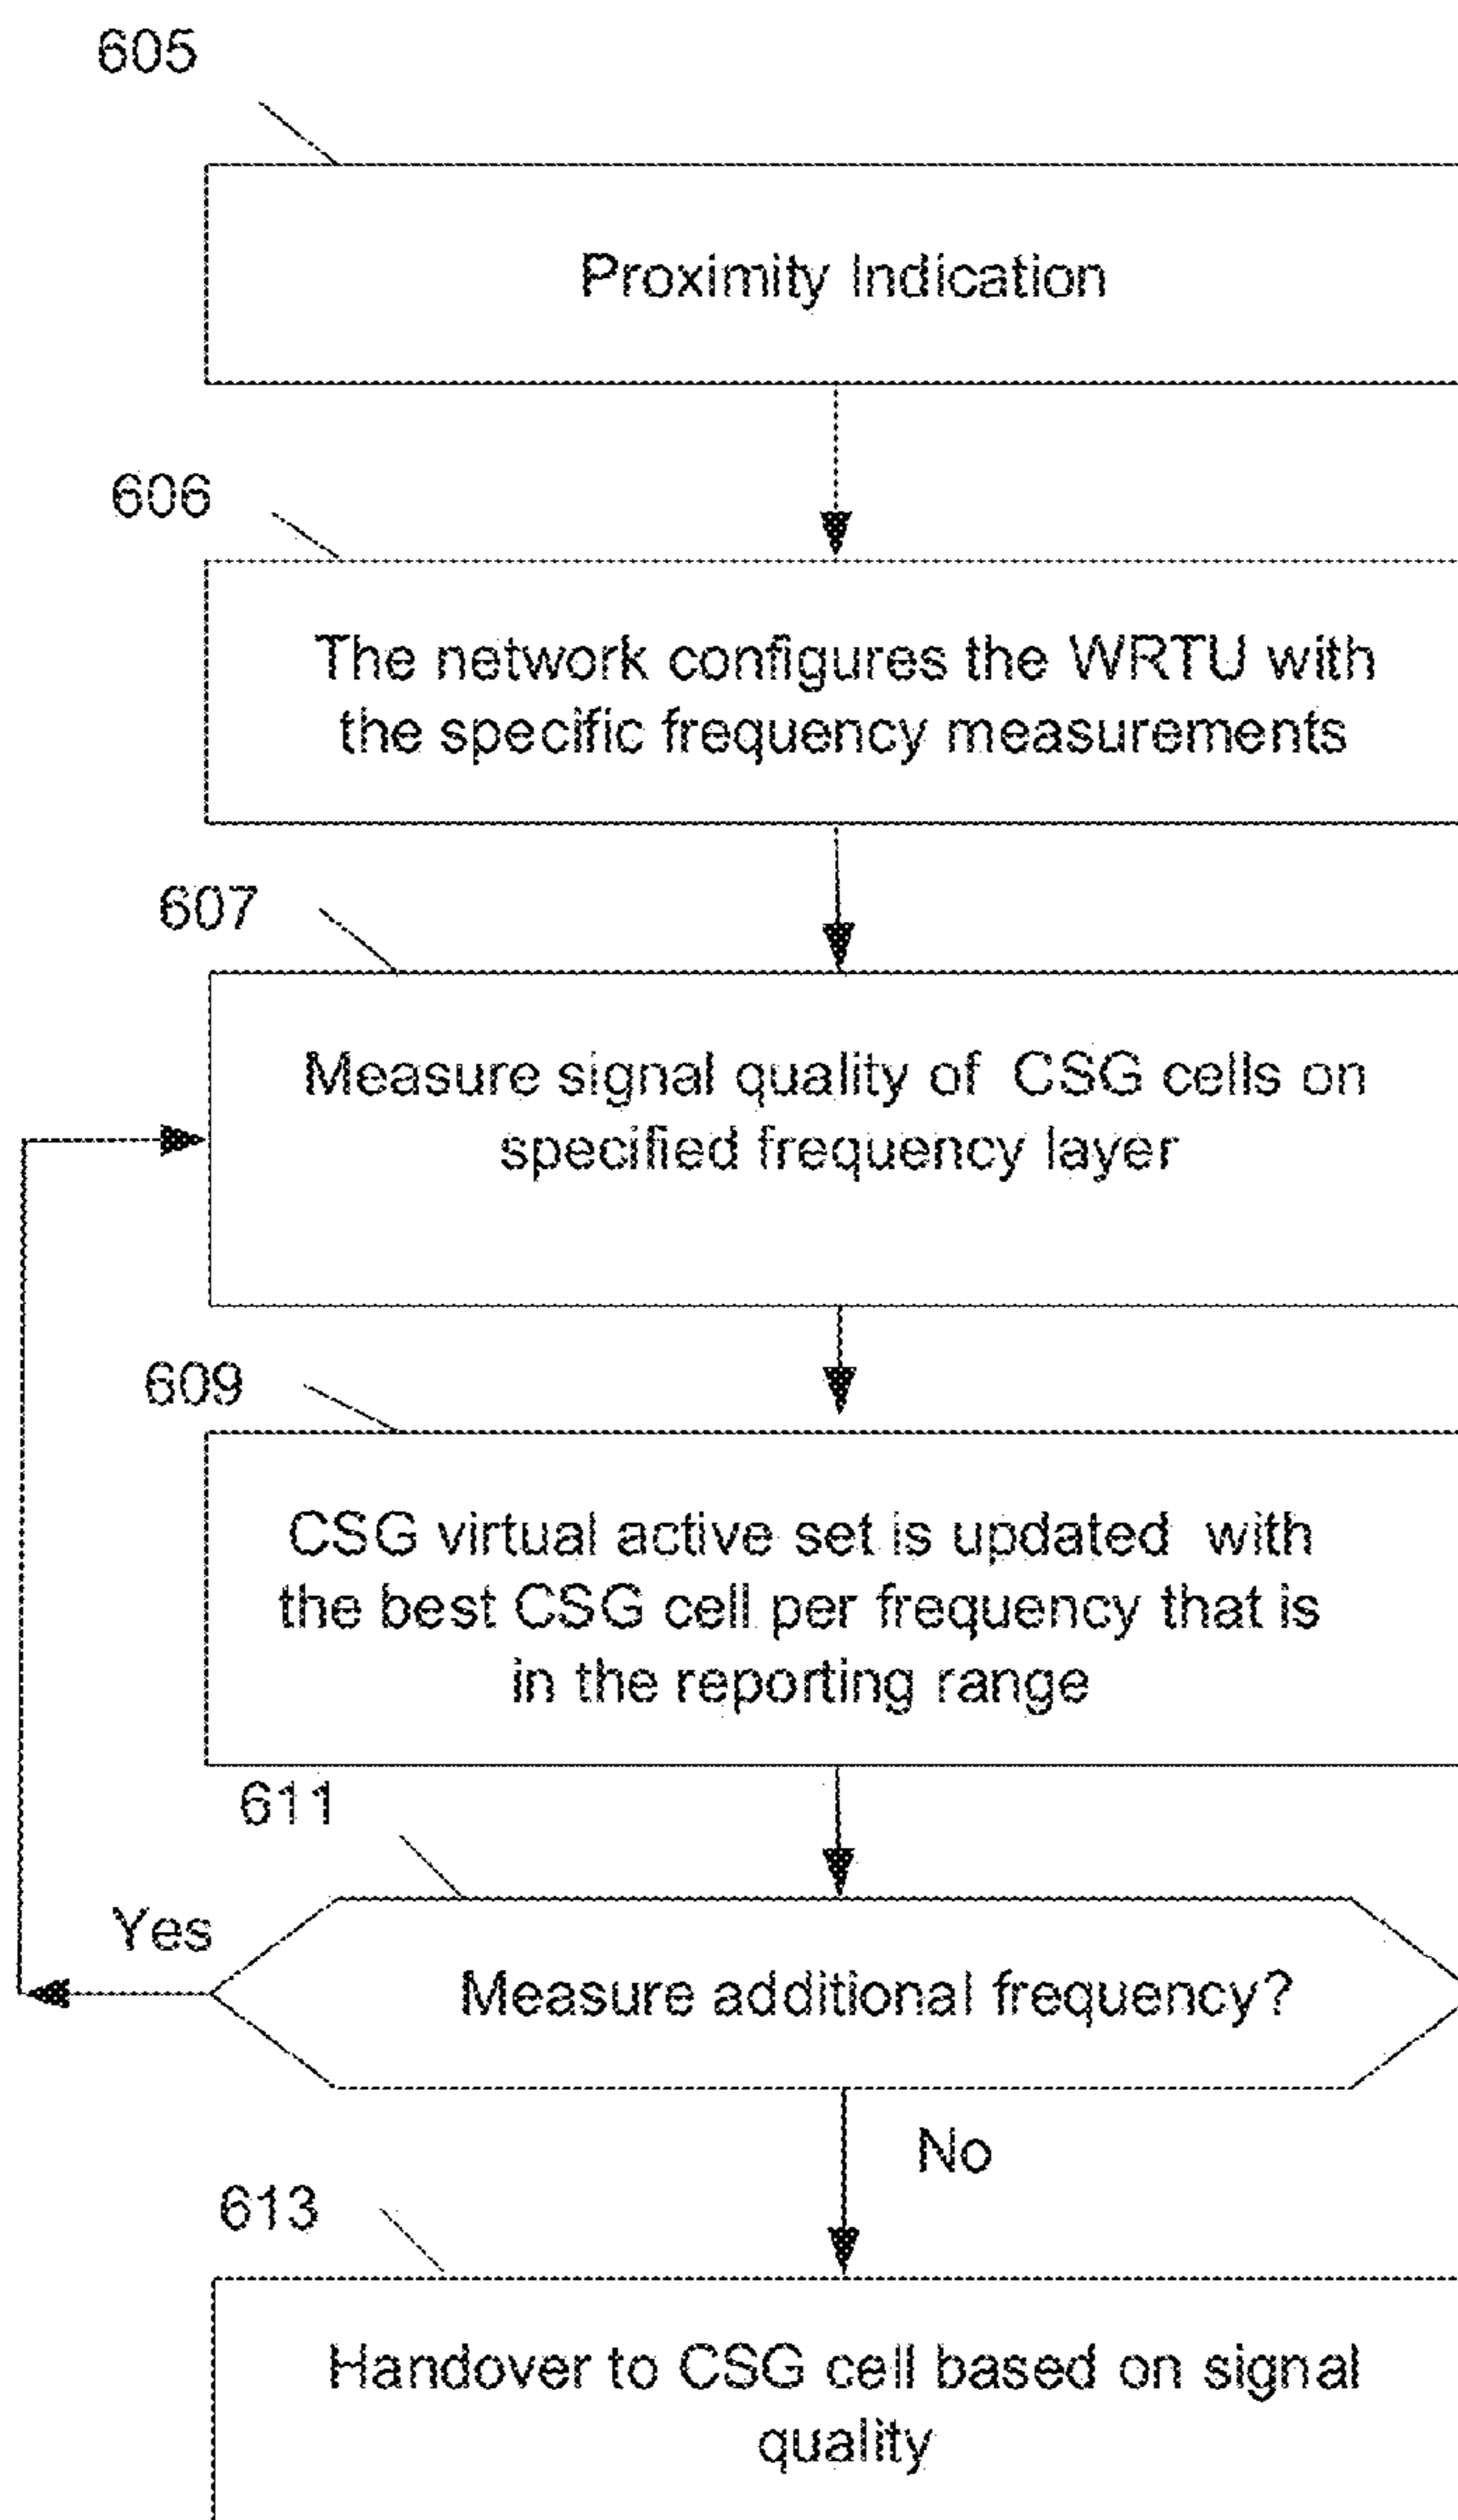 605
Proximity Indication
606
The network configures the WRTU with
the specific frequency measurements
607
Measure signal quality of CSG cells on
specified frequency layer
609
CSG virtual active set is updated with
the best CSG cell per frequency that is
in the reporting range
611
Yes
Measure additional frequency?
No
613
Handover to CSG cell based on signal
quality